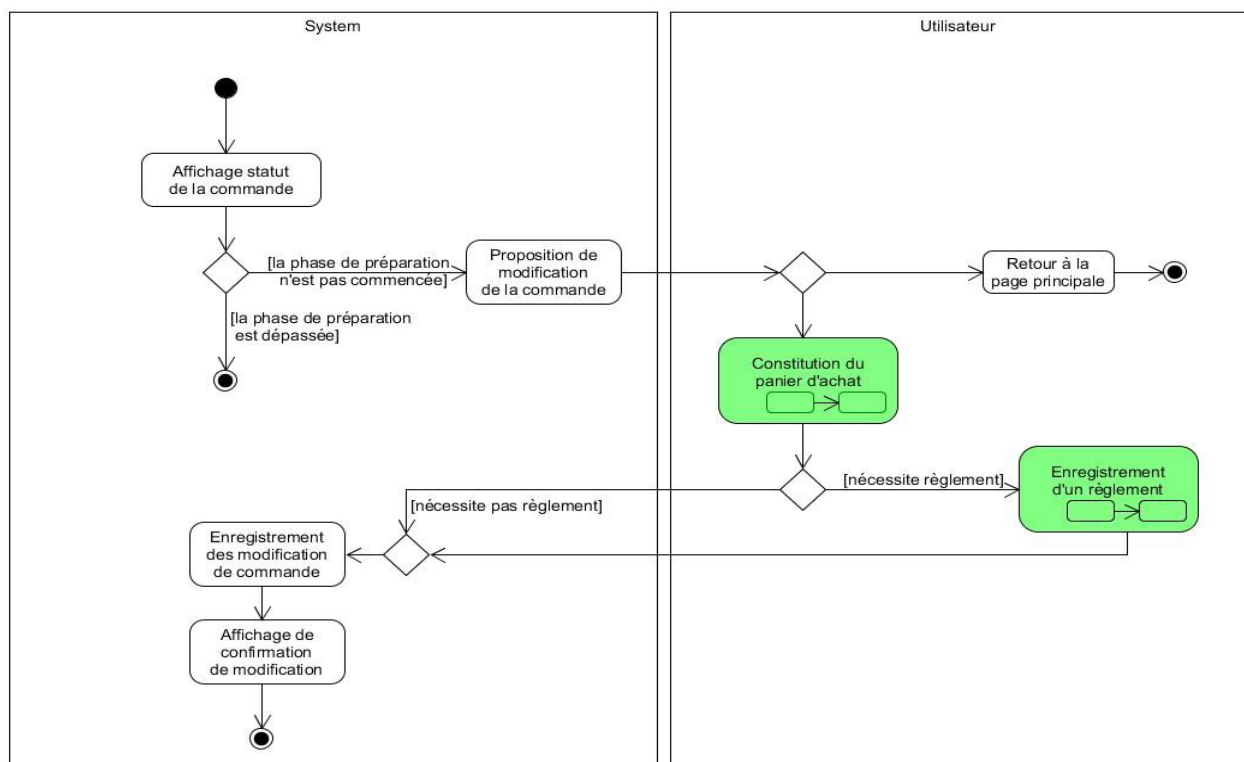 System
Utilisateur
Affichage statut
de la commande
[la phase de préparation
n'est pas commencée]
Proposition de
modification
de la commande
Retour à la
page principale
[la phase de préparation
est dépassée]
Constitution du
panier d'achat
[nécessite règlement]
Enregistrement
d'un règlement
[nécessite pas règlement]
Enregistrement
des modification
de commande
Affichage de
confirmation
de modification